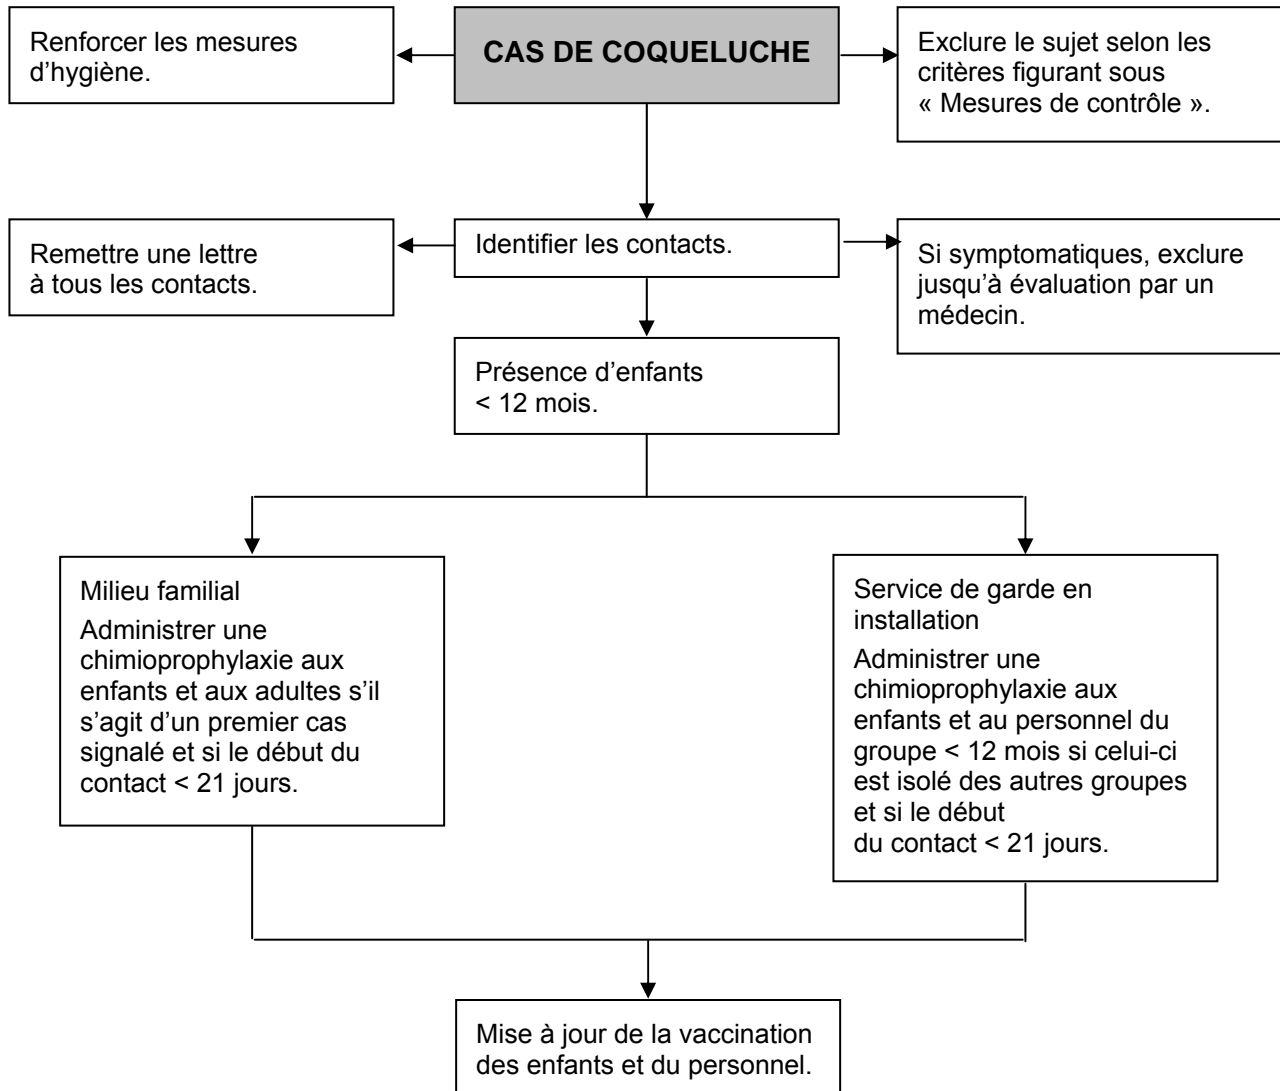 Renforcer les mesures
d’hygiène.
CAS DE COQUELUCHE
Exclure le sujet selon les
critères figurant sous
« Mesures de contrôle ».
Remettre une lettre
à tous les contacts.
Identifier les contacts.
Si symptomatiques, exclure
jusqu’à évaluation par un
médecin.
Présence d’enfants
< 12 mois.
Milieu familial
Administrer une
chimioprophylaxie aux
enfants et aux adultes s’il
s’agit d’un premier cas
signalé et si le début du
contact < 21 jours.
Service de garde en
installation
Administrer une
chimioprophylaxie aux
enfants et au personnel du
groupe < 12 mois si celui-ci
est isolé des autres groupes
et si le début
du contact < 21 jours.
Mise à jour de la vaccination
des enfants et du personnel.